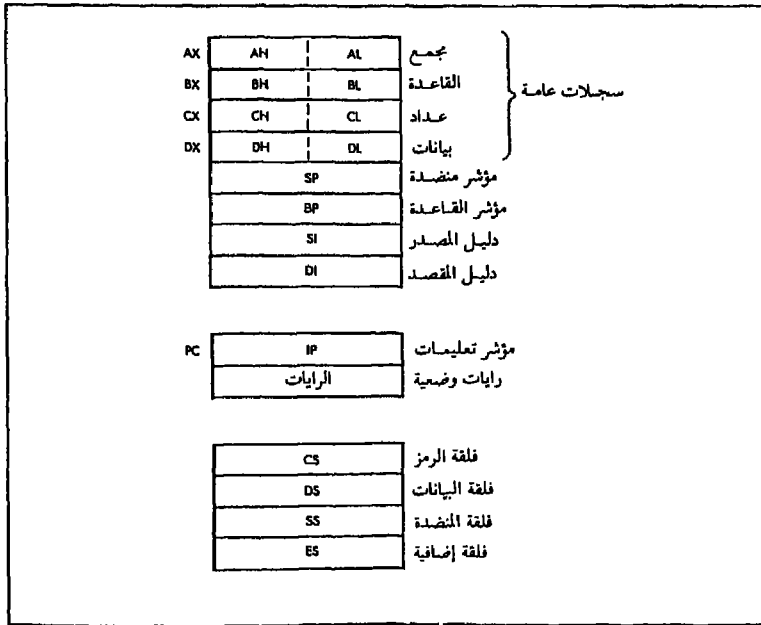 AX AH AL مجمع
BX BH BL القاعدة
CX CH CL عداد
DX DH DL بيانات
سجلات عامة
SP مؤشر منضدة
BP مؤشر القاعدة
SI دليل المصدر
DI دليل المقصد
PC IP مؤشر تعليمات
الرايات رايات وضعية
CS فلقة الرمز
DS فلقة البيانات
SS فلقة المنضدة
ES فلقة إضافية